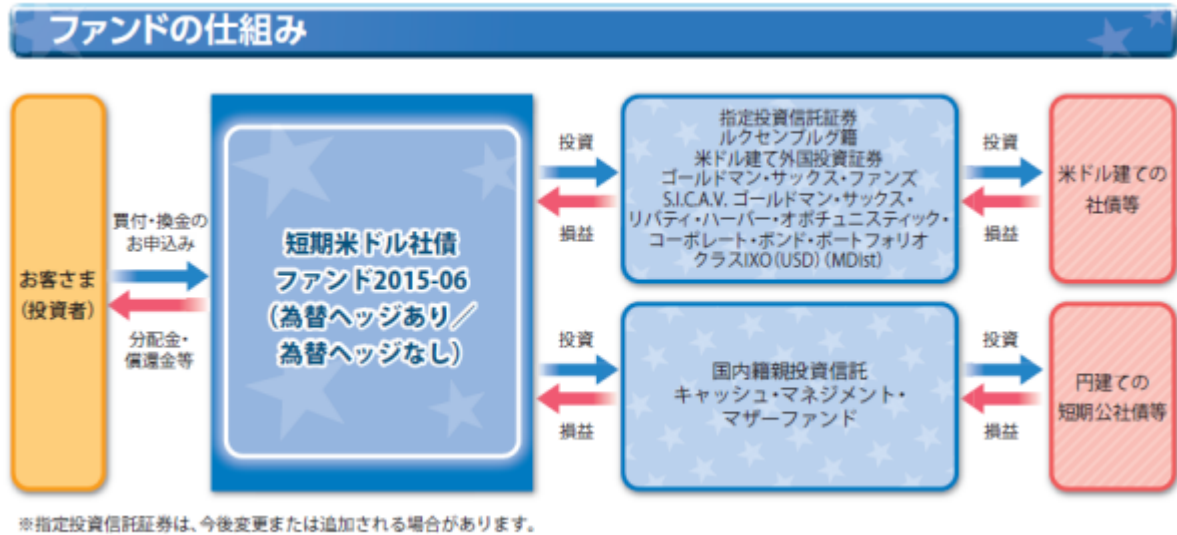 ファンドの仕組み
お客さま
(投資者)
買付・換金の
お申込み
分配金・
償還金等
短期米ドル社債
ファンド2015-06
(為替ヘッジあり/
為替ヘッジなし)
投資
損益
指定投資信託証券
ルクセンブルグ籍
米ドル建て外国投資証券
ゴールドマン・サックス・ファンズ
S.I.C.A.V. ゴールドマン・サックス・
リバティ・ハーバー・オポチュニスティック・
コーポレート・ボンド・ポートフォリオ
クラスIXO(USD)(MDist)
投資
損益
米ドル建ての
社債等
投資
損益
国内籍親投資信託
キャッシュ・マネジメント・
マザーファンド
投資
損益
円建ての
短期公社債等
※指定投資信託証券は、今後変更または追加される場合があります。